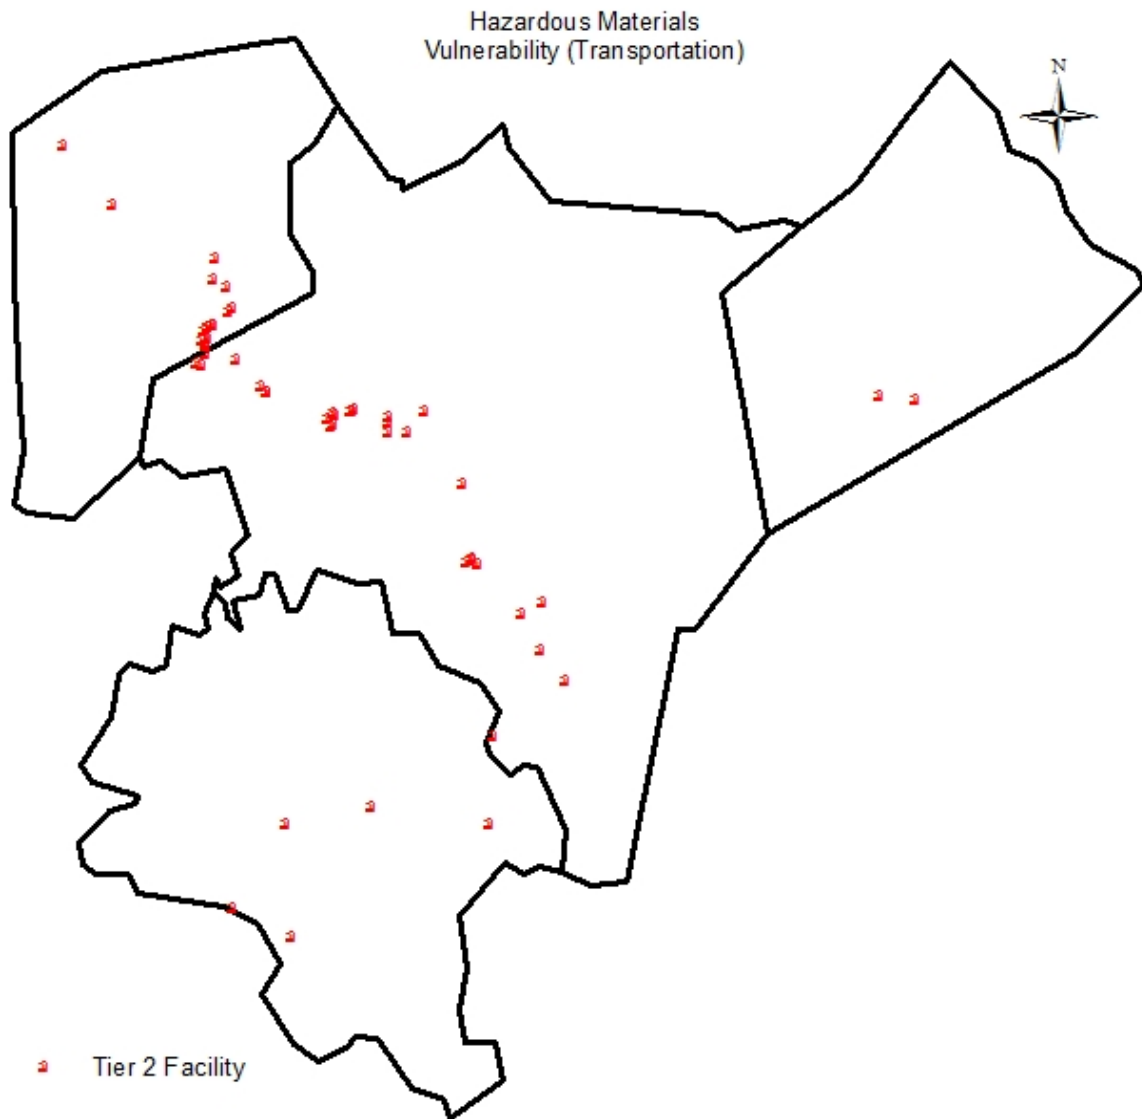 Hazardous Materials
Vulnerability (Transportation)
N
Tier 2 Facility